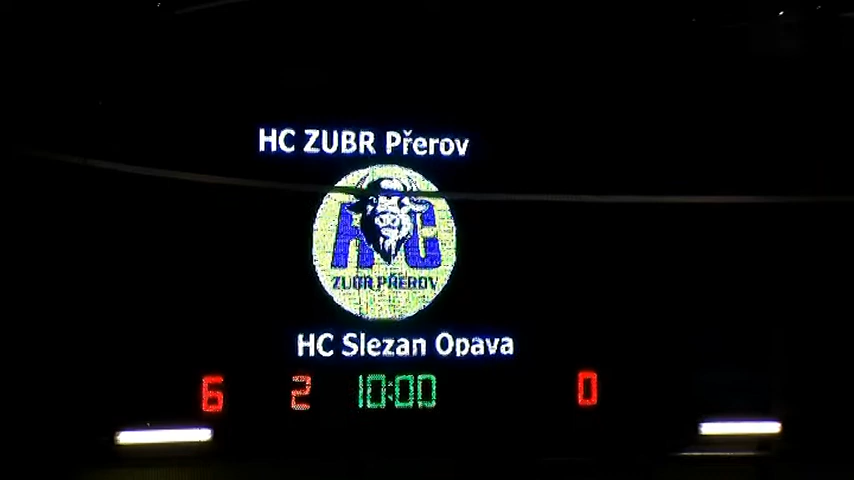 HC ZUBR Přerov
HC
ZUBR PŘEROV
HC Slezan Opava
6 2 10:00 0